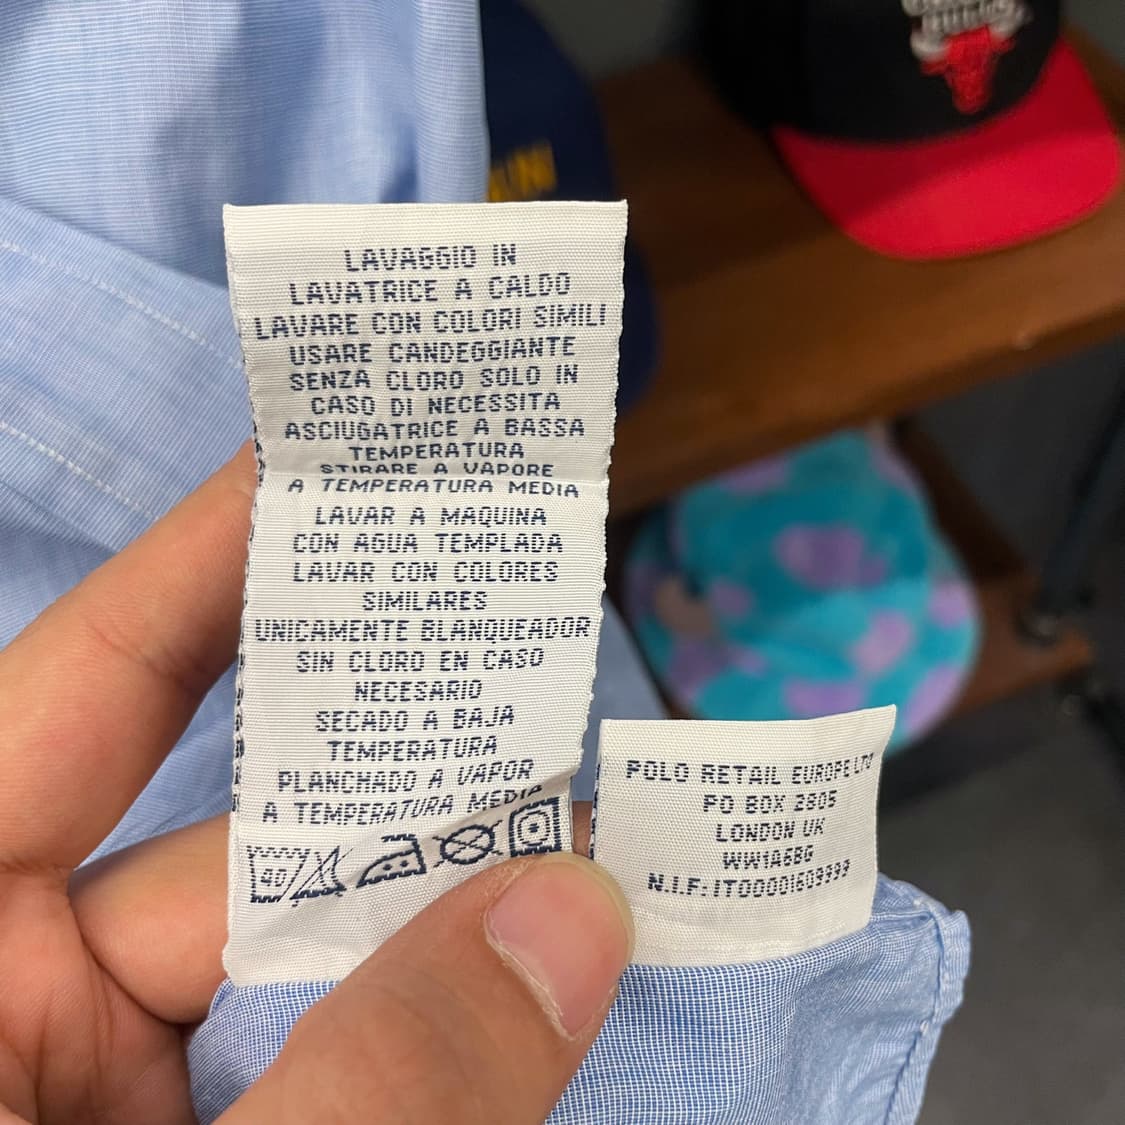 LAVAGGIO IN
LAVATRICE A CALDO
LAVARE CON COLORI SIMILI
USARE CANDEGGIANTE
SENZA CLORO SOLO IN
CASO DI NECESSITA
ASCIUGATRICE A BASSA
TEMPERATURA
STIRARE A VAPORE
A TEMPERATURA MEDIA
LAVAR A MAQUINA
CON AGUA TEMPLADA
LAVAR CON COLORES
SIMILARES
UNICAMENTE BLANQUEADOR
SIN CLORO EN CASO
NECESARIO
SECADO A BAJA
TEMPERATURA
PLANCHADO A VAPOR
A TEMPERATURA MEDIA
40
POLO RETAIL EUROPE LTD
PO BOX 2805
LONDON UK
WW1A6BG
N.I.F:IT00001609999
BULLS